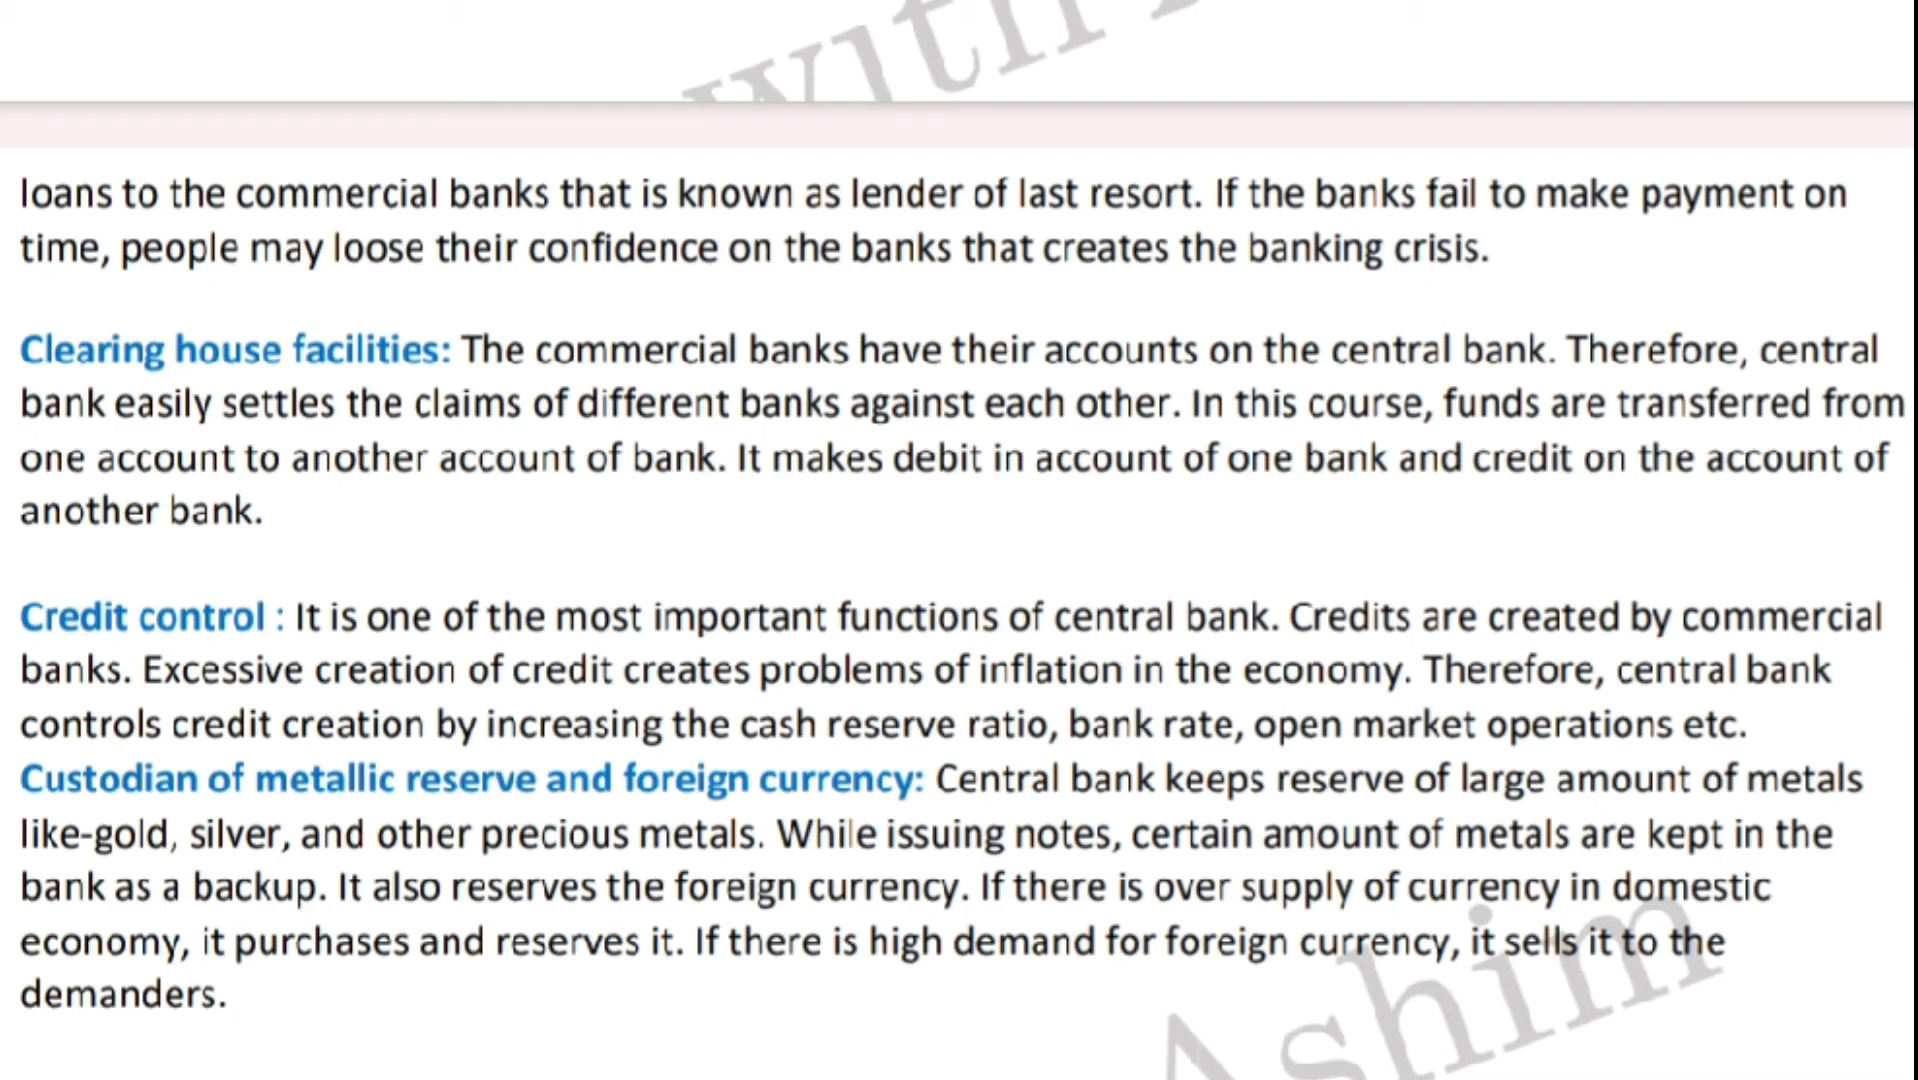 with
loans to the commercial banks that is known as lender of last resort. If the banks fail to make payment on
time, people may loose their confidence on the banks that creates the banking crisis.
Clearing house facilities: The commercial banks have their accounts on the central bank. Therefore, central
bank easily settles the claims of different banks against each other. In this course, funds are transferred from
one account to another account of bank. It makes debit in account of one bank and credit on the account of
another bank.
Credit control : It is one of the most important functions of central bank. Credits are created by commercial
banks. Excessive creation of credit creates problems of inflation in the economy. Therefore, central bank
controls credit creation by increasing the cash reserve ratio, bank rate, open market operations etc.
Custodian of metallic reserve and foreign currency: Central bank keeps reserve of large amount of metals
like-gold, silver, and other precious metals. While issuing notes, certain amount of metals are kept in the
bank as a backup. It also reserves the foreign currency. If there is over supply of currency in domestic
economy, it purchases and reserves it. If there is high demand for foreign currency, it sells it to the
demanders.
Ashim